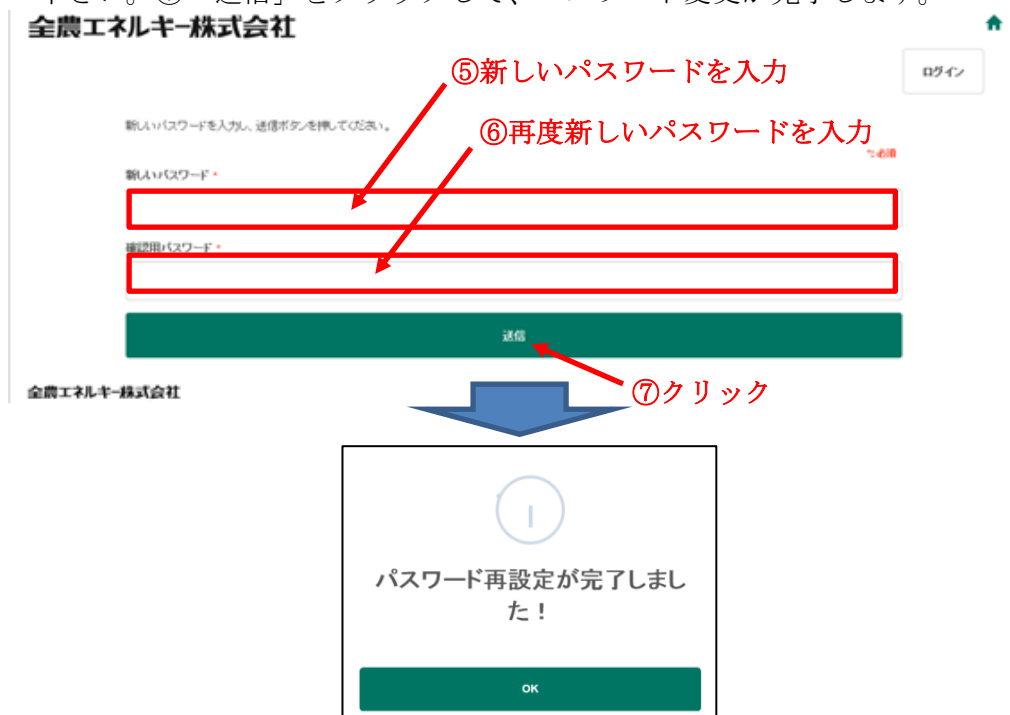 全農エネルギー株式会社
⑤新しいパスワードを入力
ログイン
新しいパスワードを入力し、送信ボタンを押してください。
⑥再度新しいパスワードを入力
*: 必須
新しいパスワード *
確認用パスワード *
送信
⑦クリック
全農エネルギー株式会社
パスワード再設定が完了しまし
た！
OK